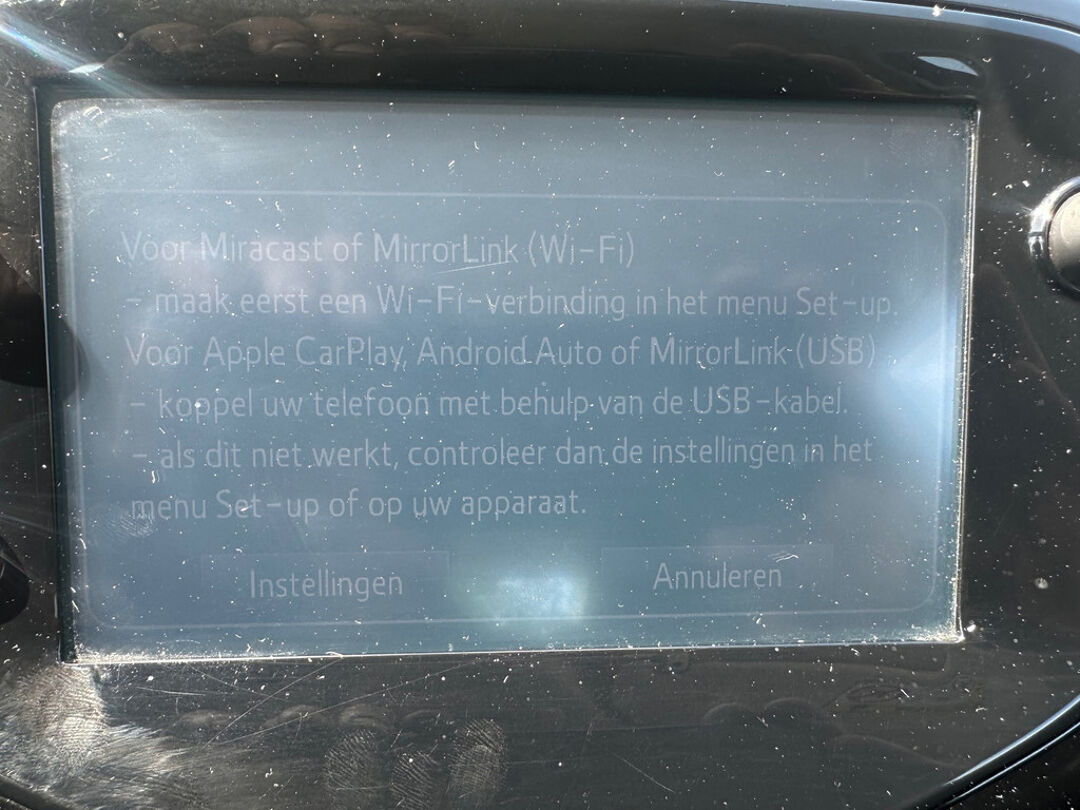 Voor Miracast of MirrorLink (Wi-Fi)
- maak eerst een Wi-Fi-verbinding in het menu Set-up.
Voor Apple CarPlay, Android Auto of MirrorLink (USB)
- koppel uw telefoon met behulp van de USB-kabel.
- als dit niet werkt, controleer dan de instellingen in het
menu Set-up of op uw apparaat.
Instellingen
Annuleren